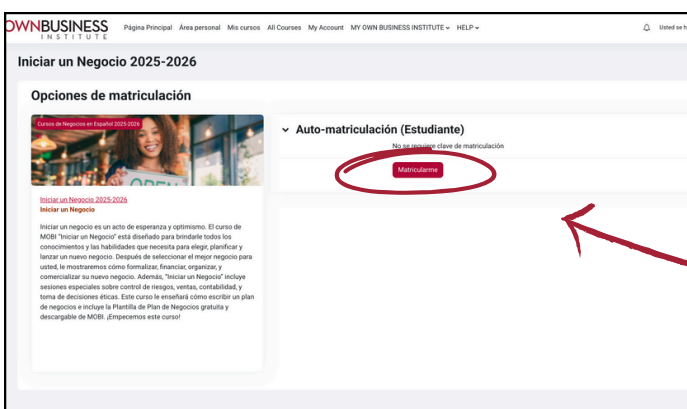 OWNBUSINESS
INSTITUTE
Página Principal Área personal Mis cursos All Courses My Account MY OWN BUSINESS INSTITUTE HELP
Usted se h
Iniciar un Negocio 2025-2026
Opciones de matriculación
Cursos de Negocios en Español 2025-2026
OPEN
Iniciar un Negocio 2025-2026
Iniciar un Negocio
Iniciar un negocio es un acto de esperanza y optimismo. El curso de
MOBI "Iniciar un Negocio" está diseñado para brindarle todos los
conocimientos y las habilidades que necesita para elegir, planificar y
lanzar un nuevo negocio. Después de seleccionar el mejor negocio para
usted, le mostraremos cómo formalizar, financiar, organizar, y
comercializar su nuevo negocio. Además, "Iniciar un Negocio" incluye
sesiones especiales sobre control de riesgos, ventas, contabilidad, y
toma de decisiones éticas. Este curso le enseñará cómo escribir un plan
de negocios e incluye la Plantilla de Plan de Negocios gratuita y
descargable de MOBI. ¡Empecemos este curso!
Auto-matriculación (Estudiante)
No se requiere clave de matriculación
Matricularme